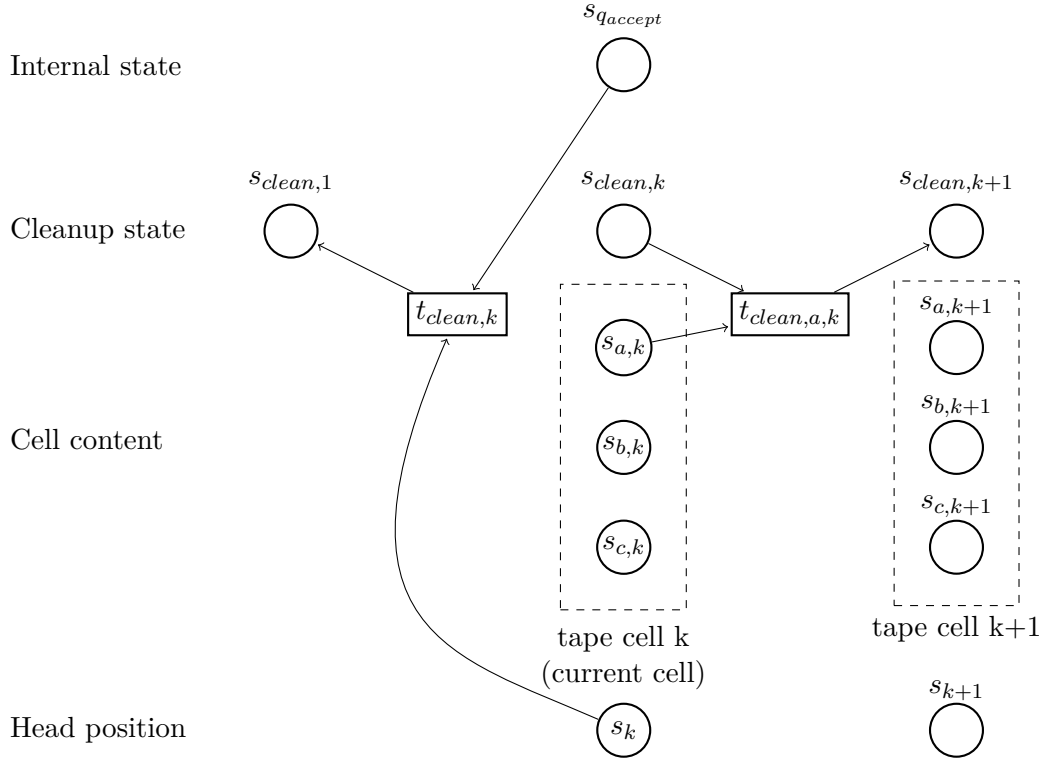 s_{q_{accept}}
Internal state
s_{clean,1}
s_{clean,k}
s_{clean,k+1}
Cleanup state
t_{clean,k}
t_{clean,a,k}
s_{a,k+1}
s_{a,k}
s_{b,k+1}
Cell content
s_{b,k}
s_{c,k+1}
s_{c,k}
tape cell k
(current cell)
tape cell k+1
s_{k+1}
Head position
s_k